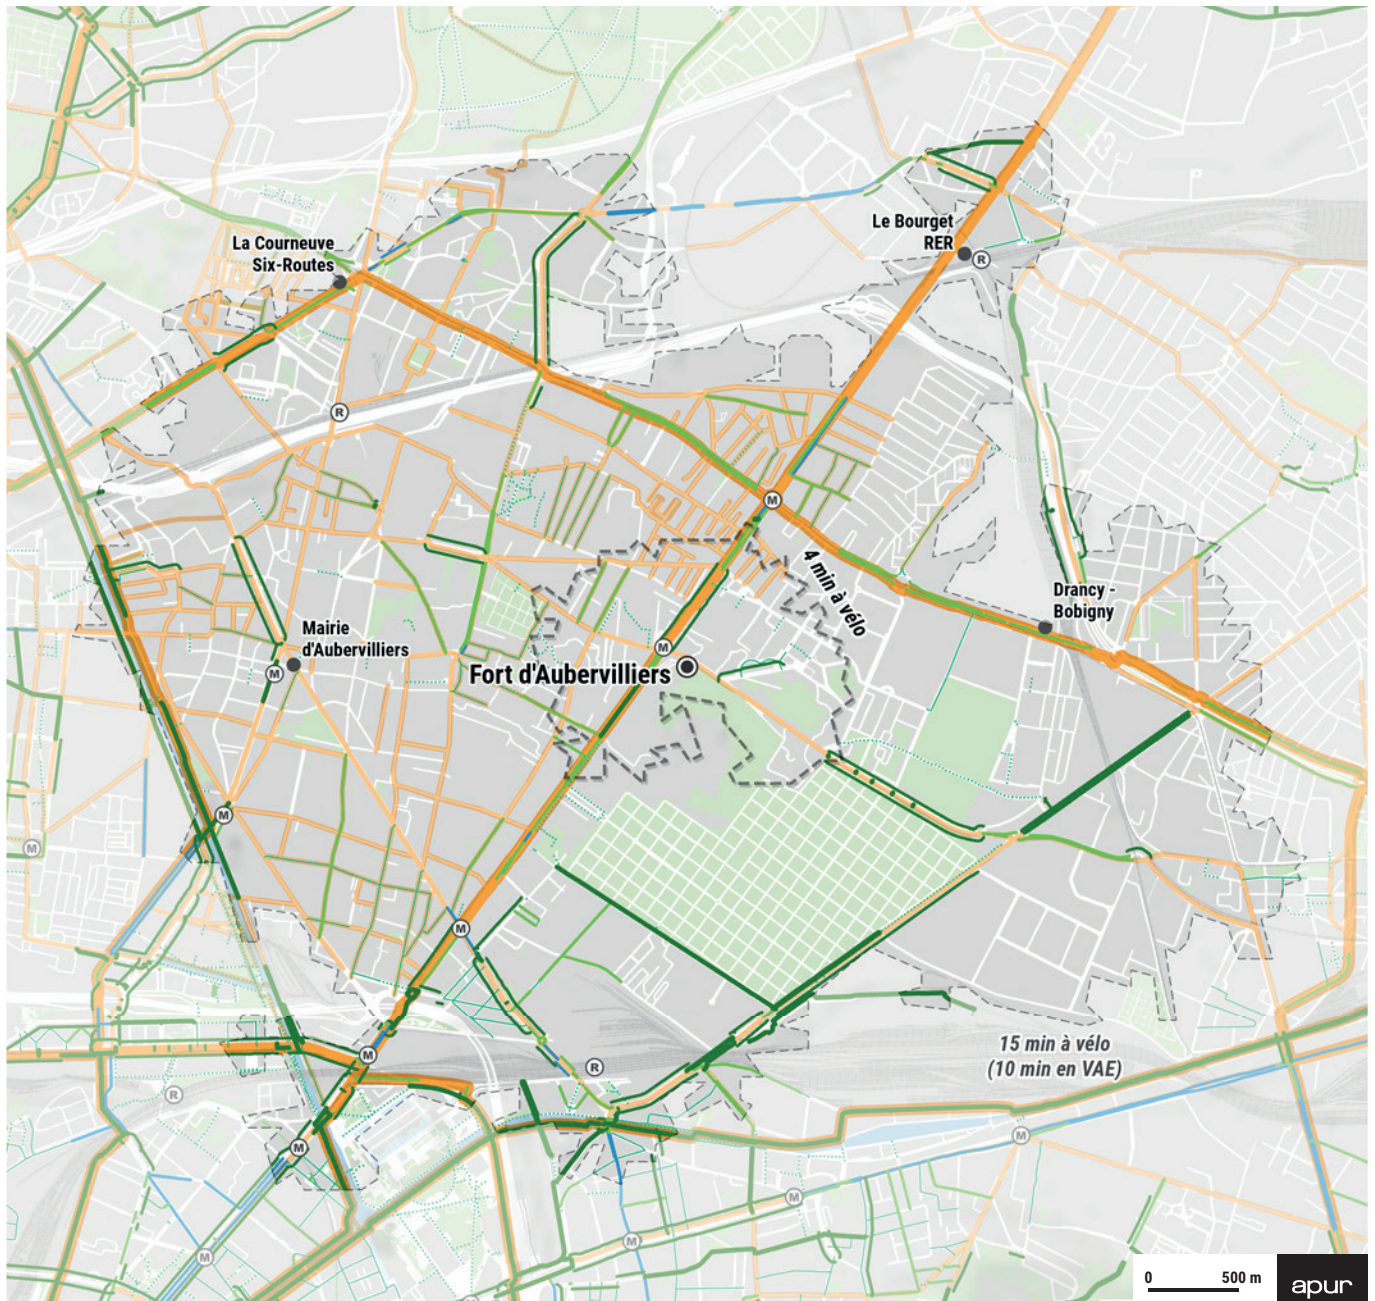 Le Bourget
RER
R
La Courneuve
Six-Routes
R
M
4 min à vélo
Drancy -
Bobigny
Mairie
d'Aubervilliers
M
M
Fort d'Aubervilliers
M
M
M
15 min à vélo
(10 min en VAE)
M
R
R
M
M
M
M
M
0 500 m
apur